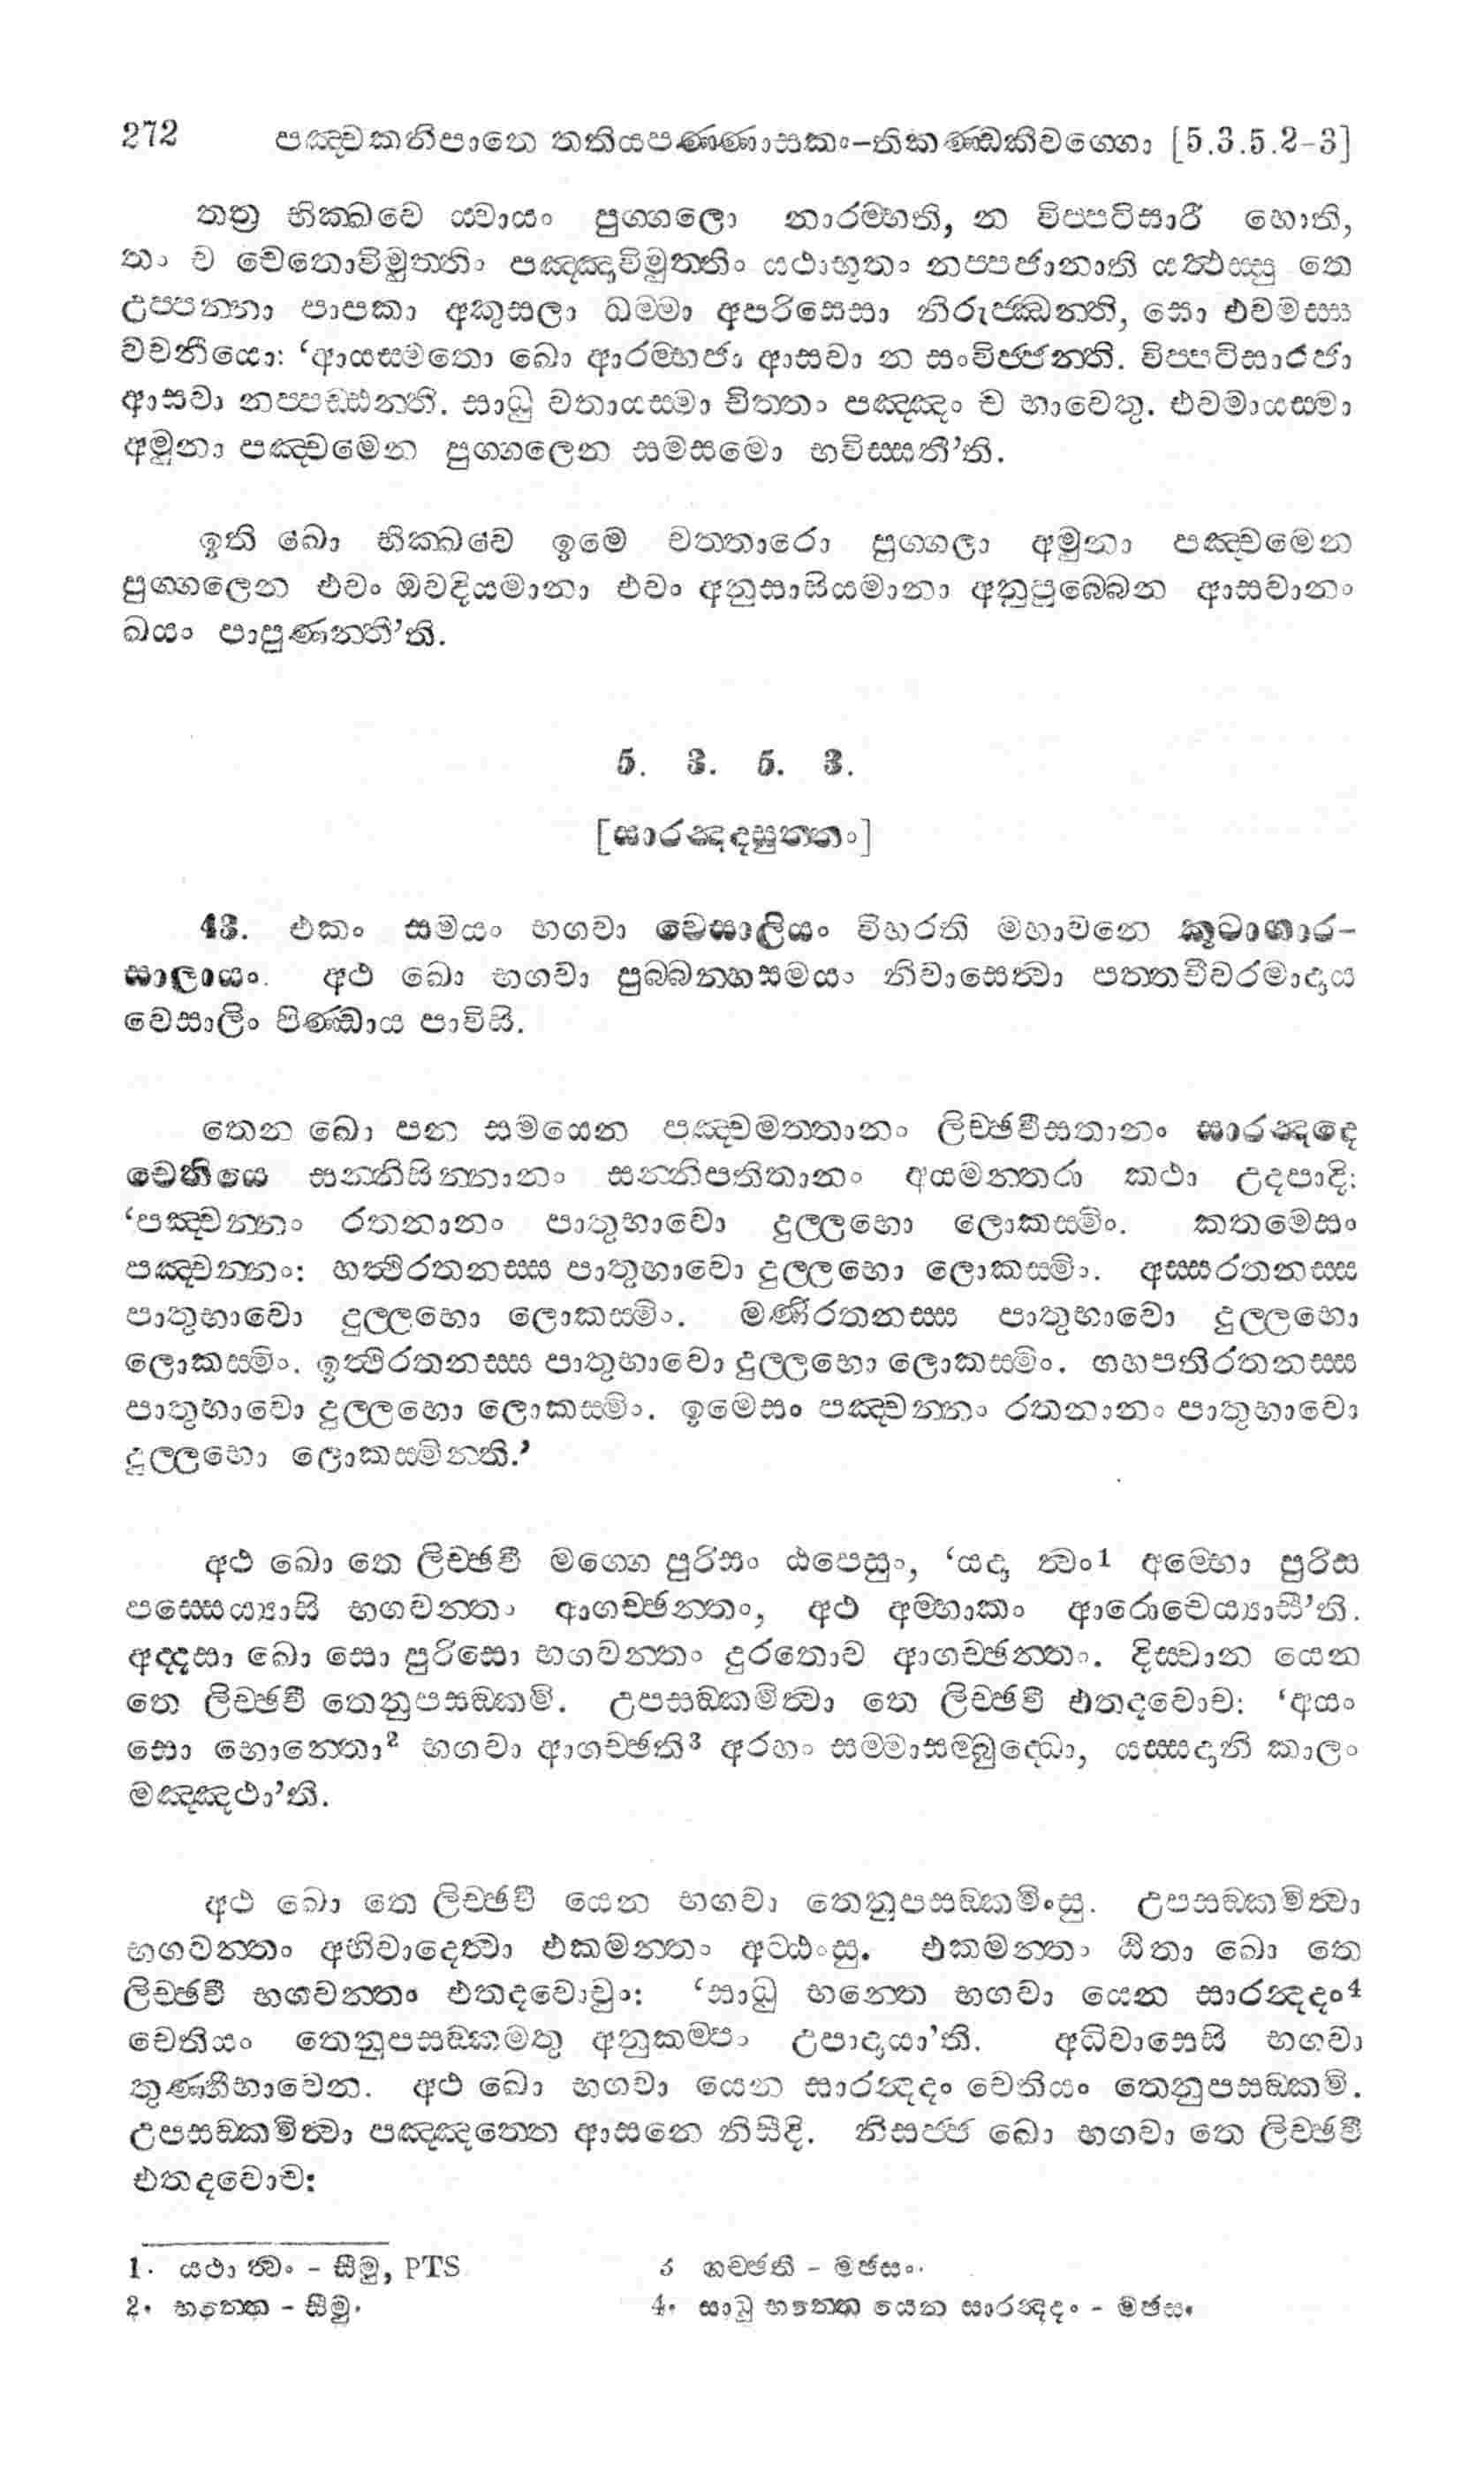 272 පඤ්චකනිපාතෙ තතියපණ්ණාසකං-තිකණ්ඩකීවග්ගො [5.3.5.2-3]
තත්‍ර භික්ඛවෙ ය්වායං පුග්ගලො නාරම්භති, න විප්පටිසාරී හොති,
තං ච චෙතොවිමුත්තිං පඤ්ඤාවිමුත්තිං යථාභූතං නප්පජානාති යත්‍ථස්සු තෙ
උප්පන්නා පාපකා අකුසලා ධම්මා අපරිසෙසා නිරුජ්ඣන්ති, සො එවමස්ස
වචනීයො: ‘ආයස්මතො ඛො ආරම්භජා ආසවා න සංවිජ්ජන්ති. විප්පටිසාරජා
ආසවා නප්පවඩ්ඪන්ති. සාධු වතායස්මා චිත්තං පඤ්ඤං ච භාවෙතු. එවමායස්මා
අමුනා පඤ්චමෙන පුග්ගලෙන සමසමො භවිස්සතී’ති.
ඉති ඛො භික්ඛවෙ ඉමෙ චත්තාරො පුග්ගලා අමුනා පඤ්චමෙන
පුග්ගලෙන එවං ඔවදියමානා එවං අනුසාසියමානා අනුපුබ්බෙන ආසවානං
ඛයං පාපුණන්තී’ති.
5. 3. 5. 3.
[සාරන්‍දදසුත්තං]
43. එකං සමයං භගවා වෙසාලියං විහරති මහාවනෙ කූටාගාර-
සාලායං. අථ ඛො භගවා පුබ්බන්හසමයං නිවාසෙත්‍වා පත්තචීවරමාදාය
වෙසාලිං පිණ්ඩාය පාවිසි.
තෙන ඛො පන සමයෙන පඤ්චමත්තානං ලිච්ඡවීසතානං සාරන්‍දදෙ
චෙතියෙ සන්නිසින්නානං සන්නිපතිතානං අයමන්තරා කථා උදපාදි:
‘පඤ්චන්නං රතනානං පාතුභාවො දුල්ලභො ලොකස්මිං. කතමෙසං
පඤ්චන්නං: හත්‍ථිරතනස්ස පාතුභාවො දුල්ලභො ලොකස්මිං. අස්සරතනස්ස
පාතුභාවො දුල්ලභො ලොකස්මිං. මණිරතනස්ස පාතුභාවො දුල්ලභො
ලොකස්මිං. ඉත්‍ථිරතනස්ස පාතුභාවො දුල්ලභො ලොකස්මිං. ගහපතිරතනස්ස
පාතුභාවො දුල්ලභො ලොකස්මිං. ඉමෙසං පඤ්චන්නං රතනානං පාතුභාවො
දුල්ලභො ලොකස්මින්ති.’
අථ ඛො තෙ ලිච්ඡවී මග්ගෙ පුරිසං ඨපෙසුං, ‘යදා ත්‍වං1 අම්භො පුරිස
පස්සෙය්‍යාසි භගවන්තං ආගච්ඡන්තං, අථ අම්හාකං ආරොචෙය්‍යාසී’ති.
අද්දසා ඛො සො පුරිසො භගවන්තං දූරතොව ආගච්ඡන්තං. දිස්වාන යෙන
තෙ ලිච්ඡවී තෙනුපසඞ්කමි. උපසඞ්කමිත්‍වා තෙ ලිච්ඡවී එතදවොච: ‘අයං
සො භොන්තො2 භගවා ආගච්ඡති3 අරහං සම්මාසම්බුද්ධො, යස්සදානි කාලං
මඤ්ඤථා’ති.
අථ ඛො තෙ ලිච්ඡවී යෙන භගවා තෙනුපසඞ්කමිංසු. උපසඞ්කමිත්‍වා
භගවන්තං අභිවාදෙත්‍වා එකමන්තං අට්ඨංසු. එකමන්තං ඨිතා ඛො තෙ
ලිච්ඡවී භගවන්තං එතදවොචුං: ‘සාධු භන්තෙ භගවා යෙන සාරන්‍දදං4
චෙතියං තෙනුපසඞ්කමතු අනුකම්පං උපාදායා’ති. අධිවාසෙසි භගවා
තුණ්හීභාවෙන. අථ ඛො භගවා යෙන සාරන්‍දදං චෙතියං තෙනුපසඞ්කමි.
උපසඞ්කමිත්‍වා පඤ්ඤත්තෙ ආසනෙ නිසීදි. නිසජ්ජ ඛො භගවා තෙ ලිච්ඡවී
එතදවොච:
1. යථා ත්‍වං - සීමු, PTS
3 ගච්ඡති - මජසං.
2. භන්තෙ - සීමු.
4. සාධු භන්තෙ යෙන සාරන්‍දදං - මජස.